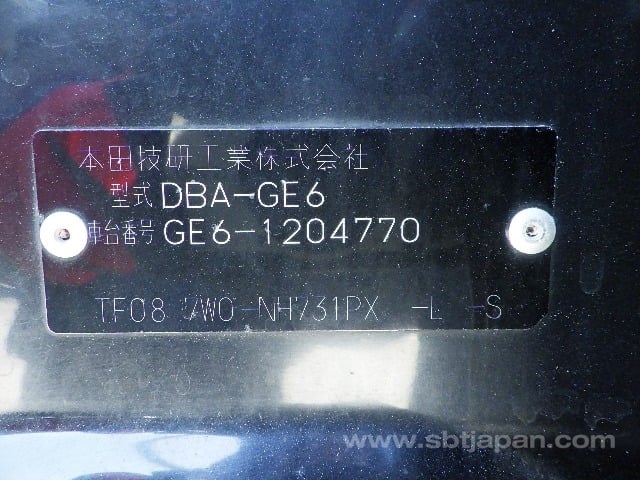 本田技研工業株式会社
型式 DBA-GE6
車台番号 GE6-1204770
TF08 -NH731PX -L -S
www.sbtjapan.com